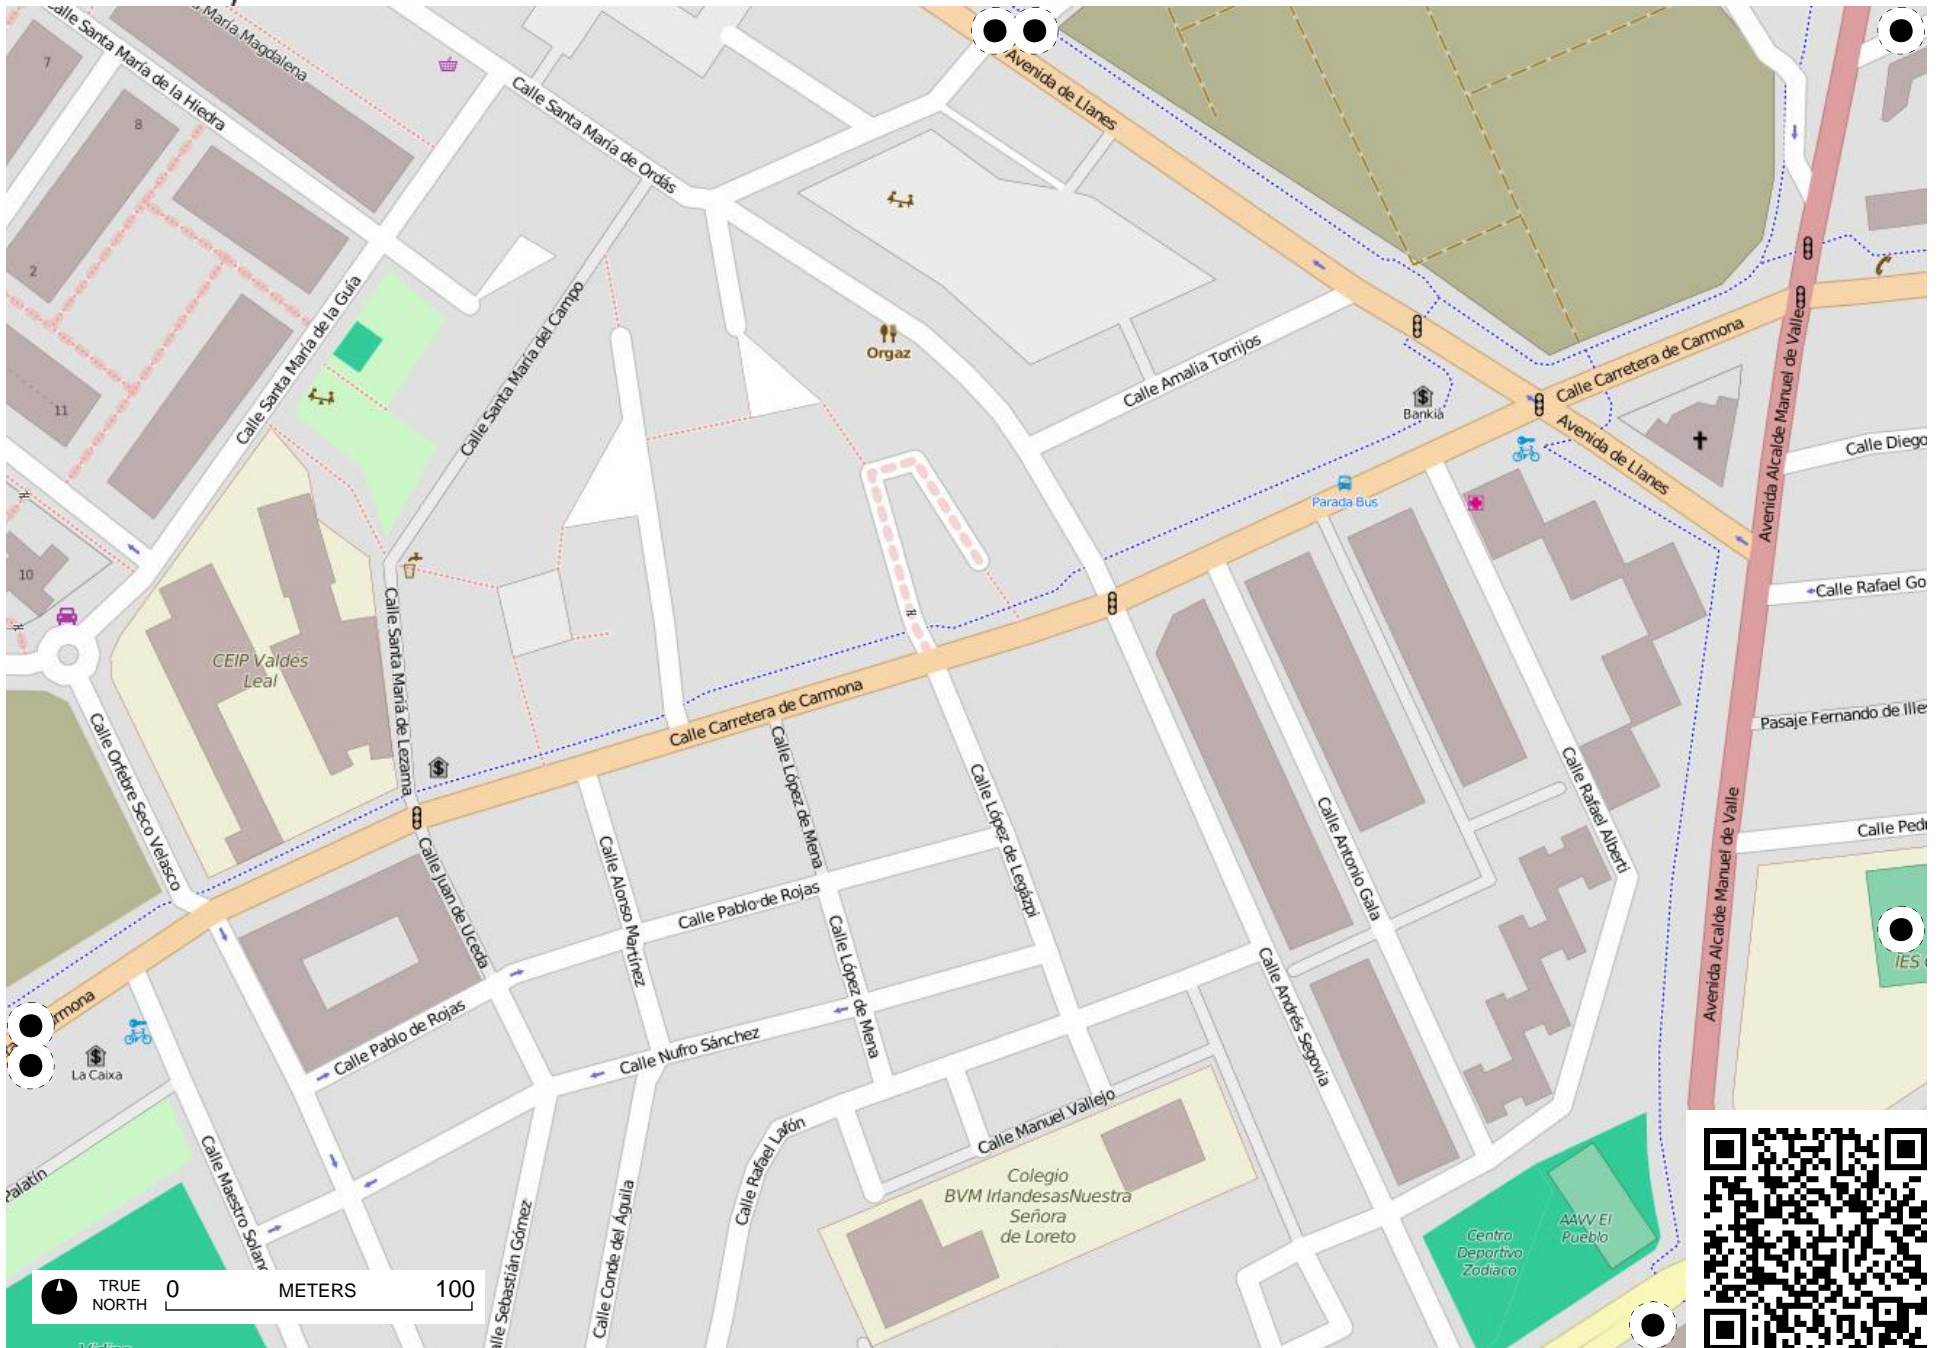 María Magdalena
Calle Santa María de la Hiedra
7
8
2
11
10
Calle Santa María de Ordás
Avenida de Llanes
Calle Santa María de la Guía
Calle Santa María del Campo
Orgaz
Calle Amalia Torrijos
Bankia
Calle Carretera de Carmona
Avenida de Llanes
Avenida Alcalde Manuel de Valle
Calle Diego
Parada Bus
Calle Rafael Go
CEIP Valdés
Leal
Calle Santa María de Lezama
Calle Orfebre Seco Velasco
Calle Carretera de Carmona
Pasaje Fernando de Illes
Calle López de Mena
Calle López de Legázpi
Calle Juan de Uceda
Calle Alonso Martínez
Calle Pablo de Rojas
Calle Antonio Gala
Calle Rafael Alberti
Avenida Alcalde Manuel de Valle
Calle Pedr
IES
Calle López de Mena
Calle Andrés Segovia
rmona
La Caixa
Calle Pablo de Rojas
Calle Nufro Sánchez
Calle Manuel Vallejo
Calle Rafael Lafón
Palatín
Calle Maestro Solano
Colegio
BVM IrlandesasNuestra
Señora
de Loreto
Calle Conde del Águila
alle Sebastián Gómez
Centro
Deportivo
Zodiaco
AAVV El
Pueblo
TRUE
NORTH
0 METERS 100